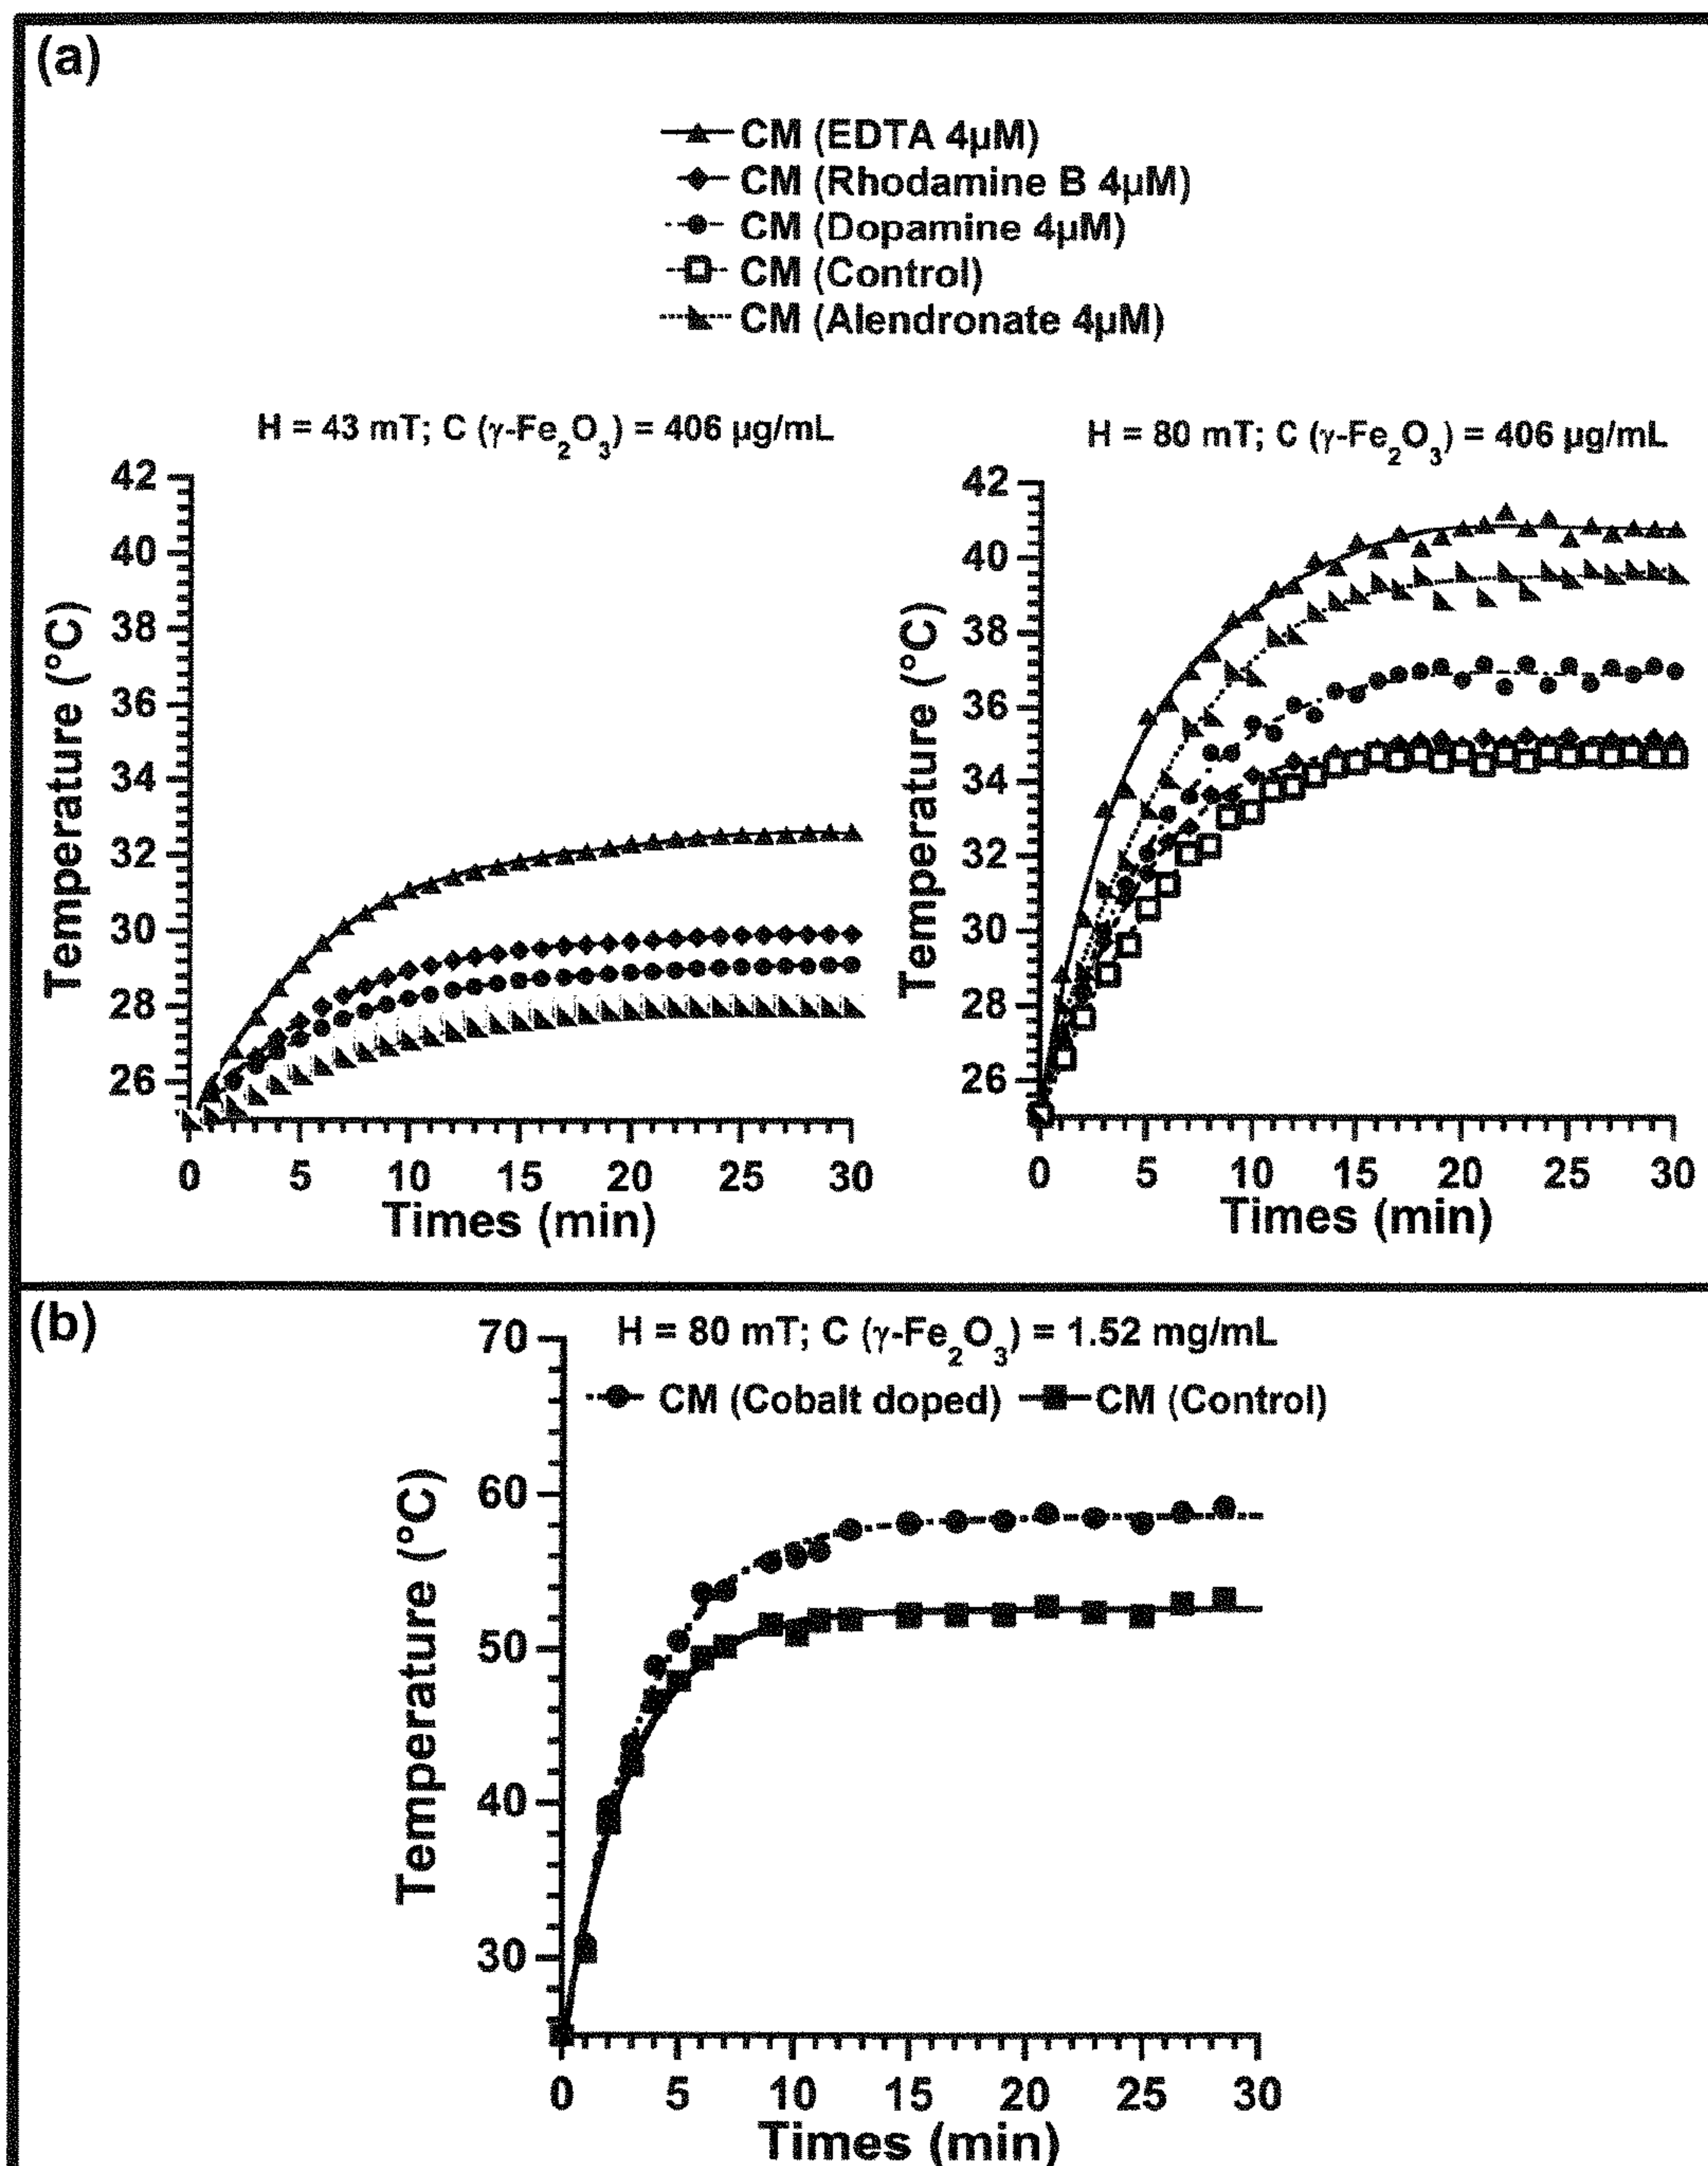 (a)
CM (EDTA 4µM)
CM (Rhodamine B 4µM)
CM (Dopamine 4µM)
CM (Control)
CM (Alendronate 4µM)
H = 43 mT; C (γ-Fe₂O₃) = 406 µg/mL
42
40
38
36
34
32
30
28
26
Temperature (°C)
0 5 10 15 20 25 30
Times (min)
H = 80 mT; C (γ-Fe₂O₃) = 406 µg/mL
42
40
38
36
34
32
30
28
26
Temperature (°C)
0 5 10 15 20 25 30
Times (min)
(b)
H = 80 mT; C (γ-Fe₂O₃) = 1.52 mg/mL
CM (Cobalt doped) CM (Control)
70
60
50
40
30
Temperature (°C)
0 5 10 15 20 25 30
Times (min)